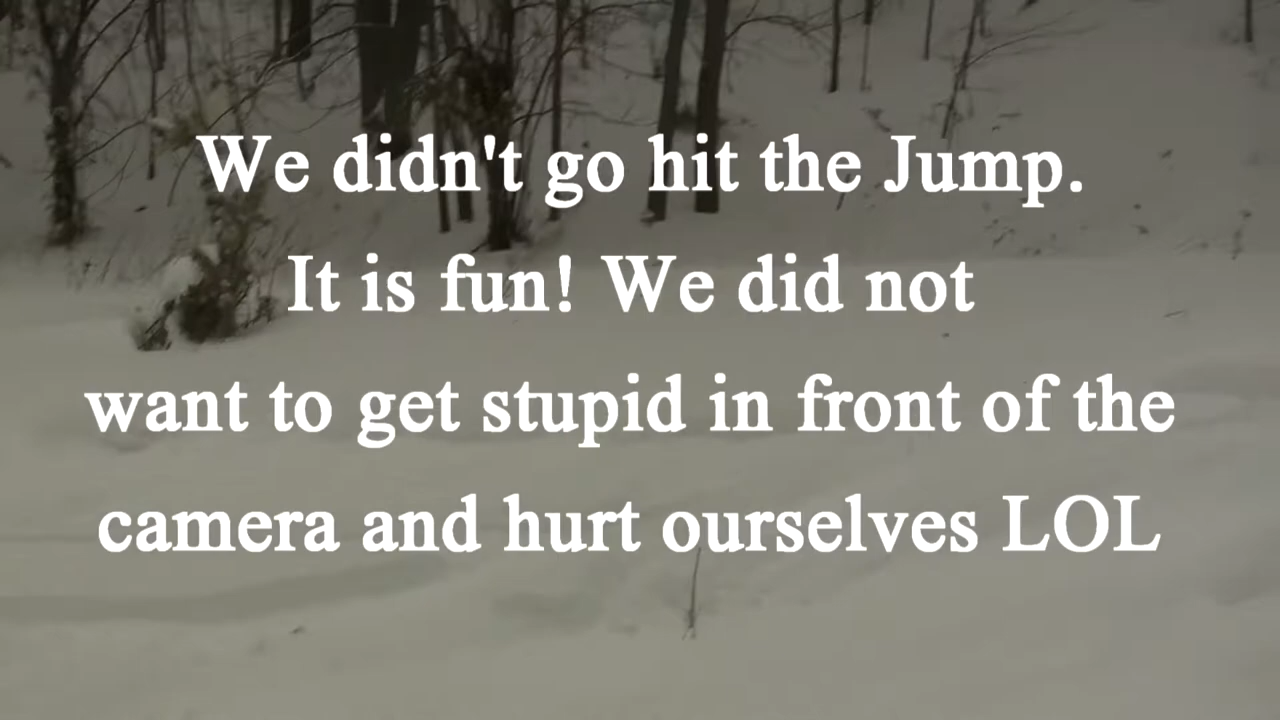 We didn't go hit the Jump.
It is fun! We did not
want to get stupid in front of the
camera and hurt ourselves LOL